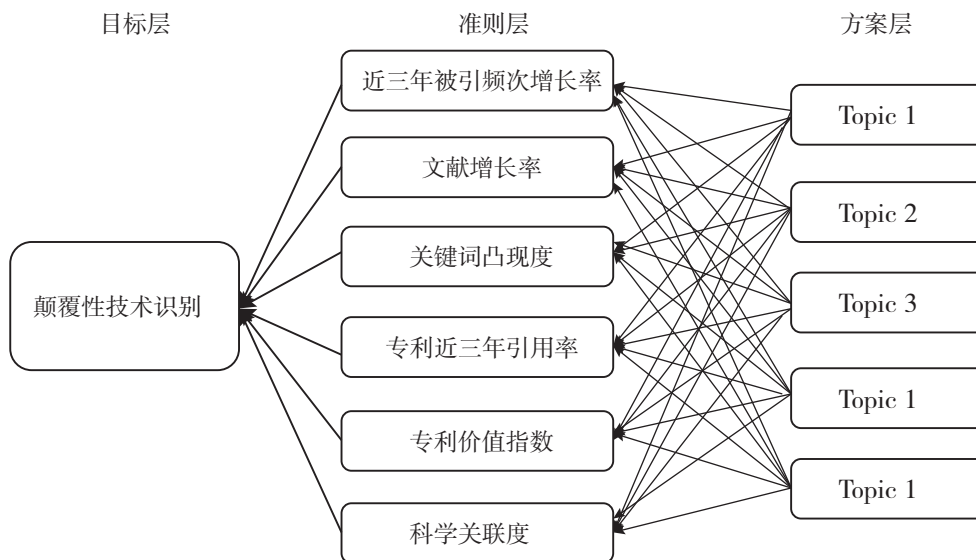 目标层
准则层
方案层
近三年被引频次增长率
文献增长率
关键词凸现度
专利近三年引用率
专利价值指数
科学关联度
颠覆性技术识别
Topic 1
Topic 2
Topic 3
Topic 1
Topic 1